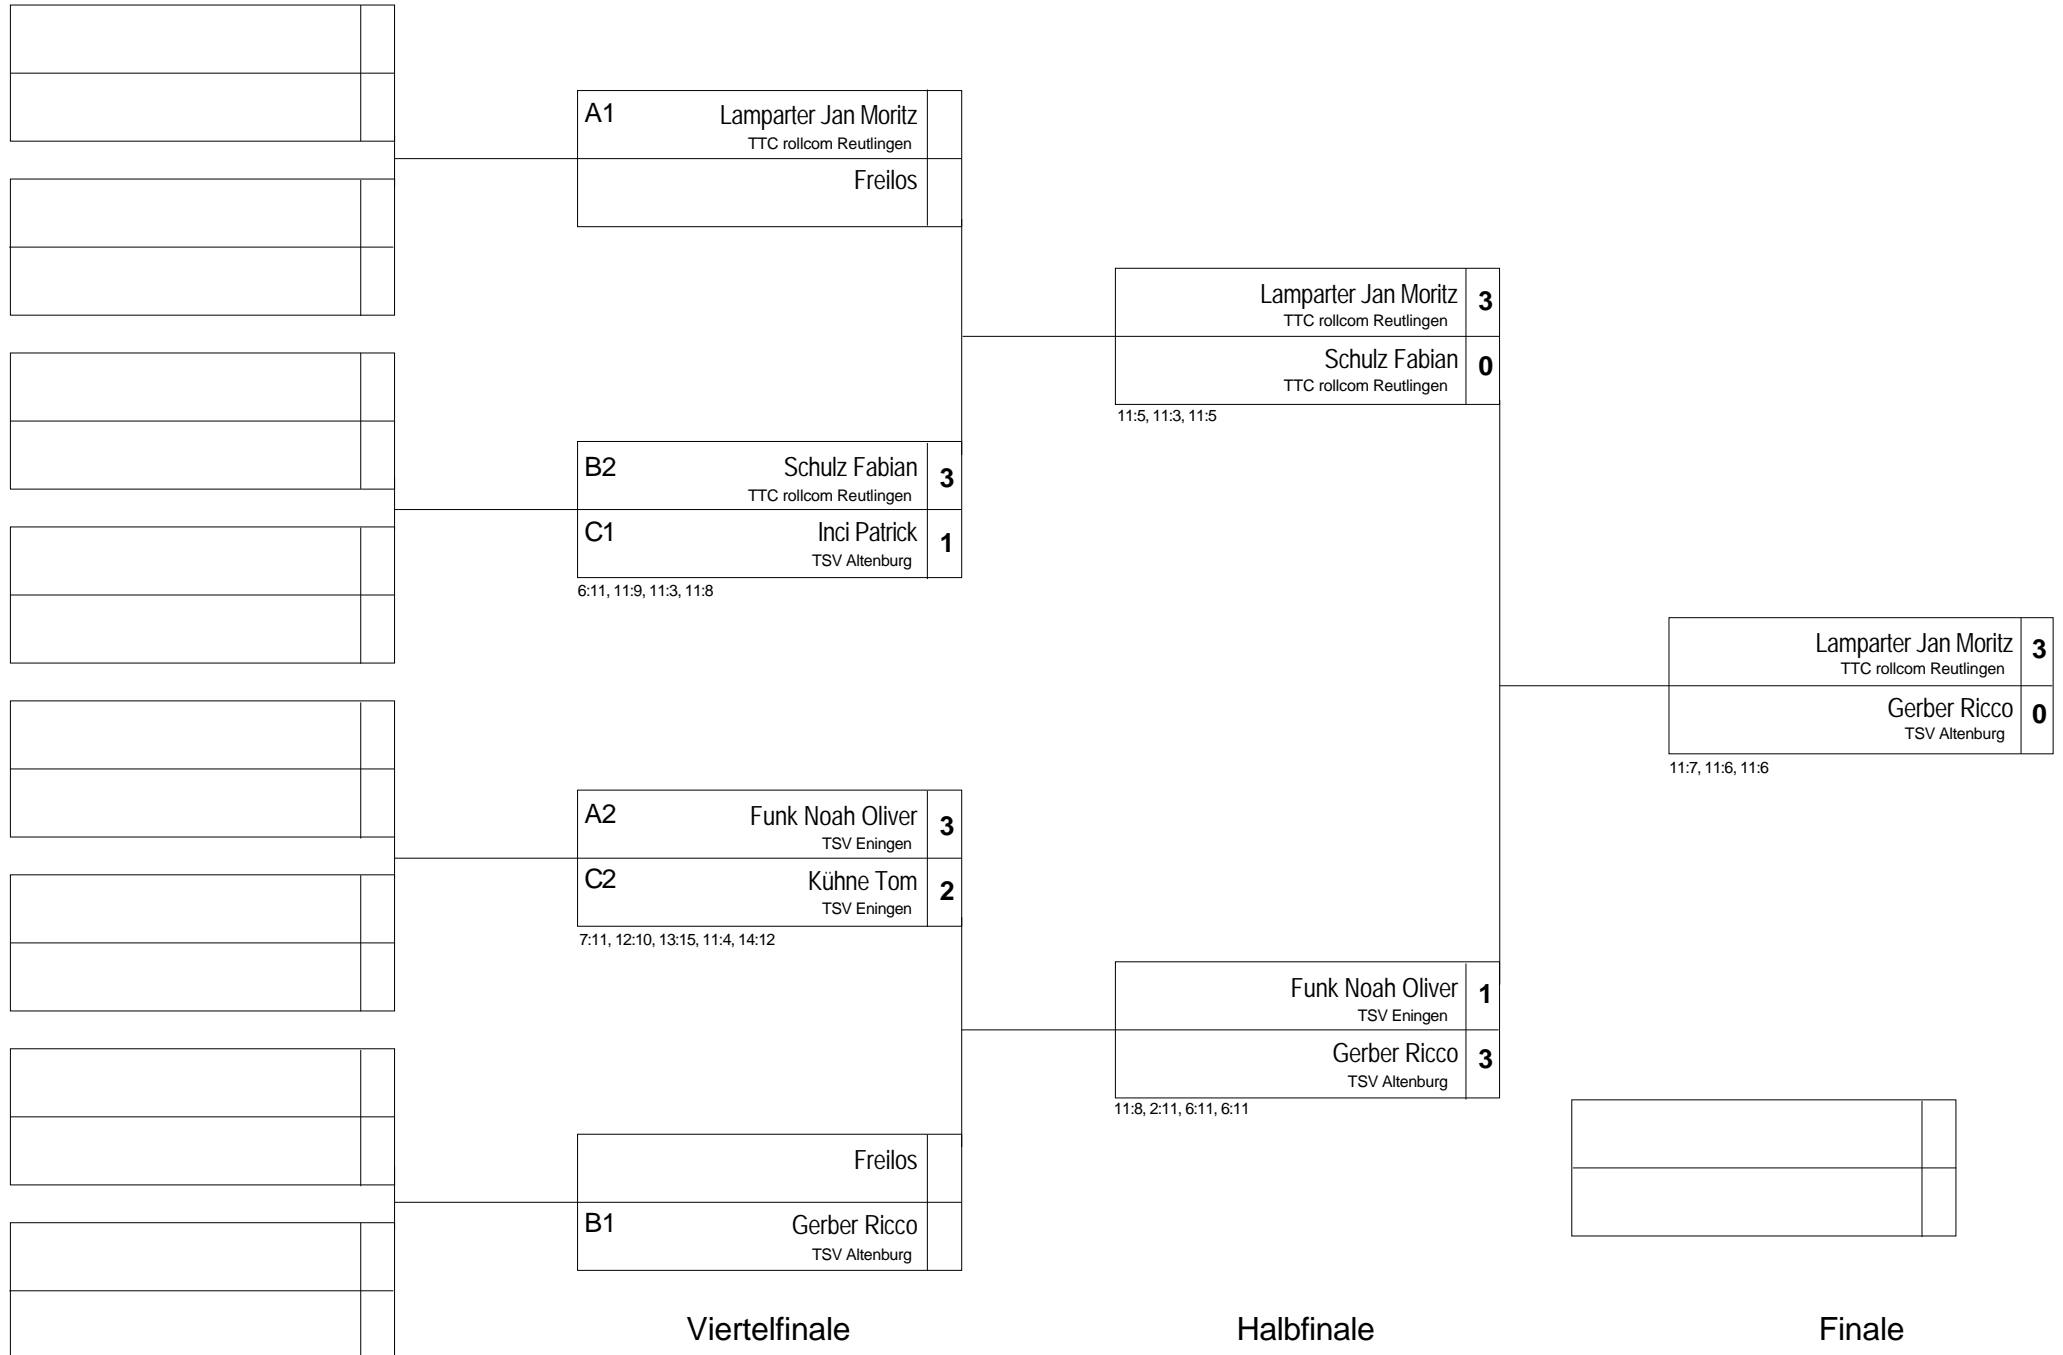 A1 Lamparter Jan Moritz
TTC rollcom Reutlingen
Freilos
B2 Schulz Fabian 3
TTC rollcom Reutlingen
C1 Inci Patrick 1
TSV Altenburg
6:11, 11:9, 11:3, 11:8
A2 Funk Noah Oliver 3
TSV Eningen
C2 Kühne Tom 2
TSV Eningen
7:11, 12:10, 13:15, 11:4, 14:12
Freilos
B1 Gerber Ricco
TSV Altenburg
Viertelfinale
Lamparter Jan Moritz 3
TTC rollcom Reutlingen
Schulz Fabian 0
TTC rollcom Reutlingen
11:5, 11:3, 11:5
Funk Noah Oliver 1
TSV Eningen
Gerber Ricco 3
TSV Altenburg
11:8, 2:11, 6:11, 6:11
Halbfinale
Lamparter Jan Moritz 3
TTC rollcom Reutlingen
Gerber Ricco 0
TSV Altenburg
11:7, 11:6, 11:6
Finale